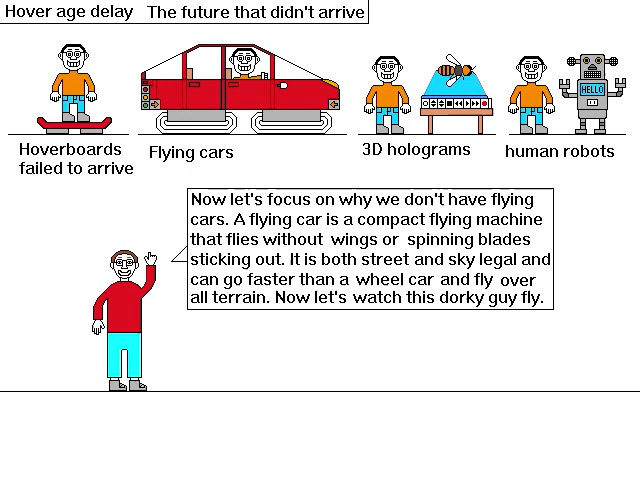 Hover age delay The future that didn't arrive
HELLO
Hoverboards
failed to arrive
Flying cars
3D holograms
human robots
Now let's focus on why we don't have flying
cars. A flying car is a compact flying machine
that flies without wings or spinning blades
sticking out. It is both street and sky legal and
can go faster than a wheel car and fly over
all terrain. Now let's watch this dorky guy fly.